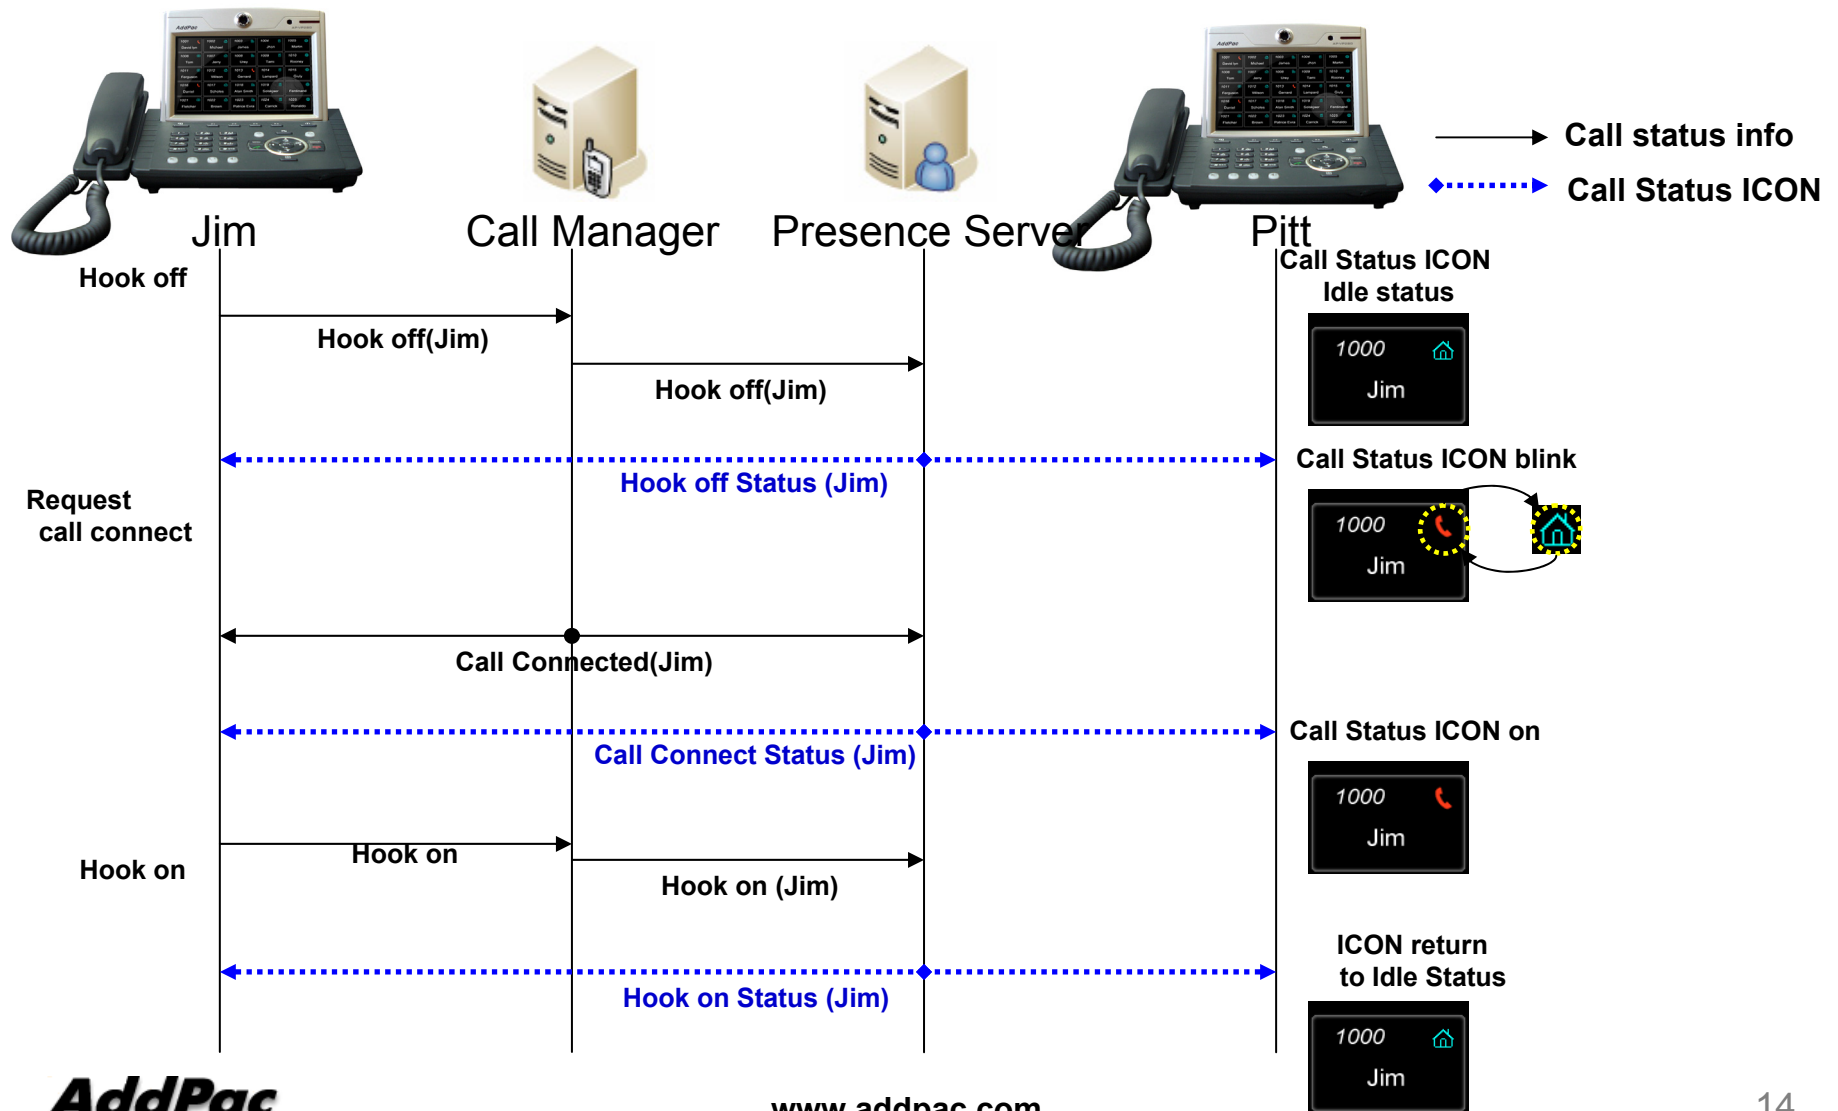 AddPac
AddPac
Call status info
Call Status ICON
Jim
Call Manager
Presence Server
Pitt
Hook off
Call Status ICON
Idle status
Hook off(Jim)
1000
Jim
Hook off(Jim)
Call Status ICON blink
Hook off Status (Jim)
Request
call connect
1000
Jim
Call Connected(Jim)
Call Status ICON on
Call Connect Status (Jim)
1000
Jim
Hook on
Hook on
Hook on (Jim)
ICON return
to Idle Status
Hook on Status (Jim)
1000
Jim
AddPac
www.addpac.com
14